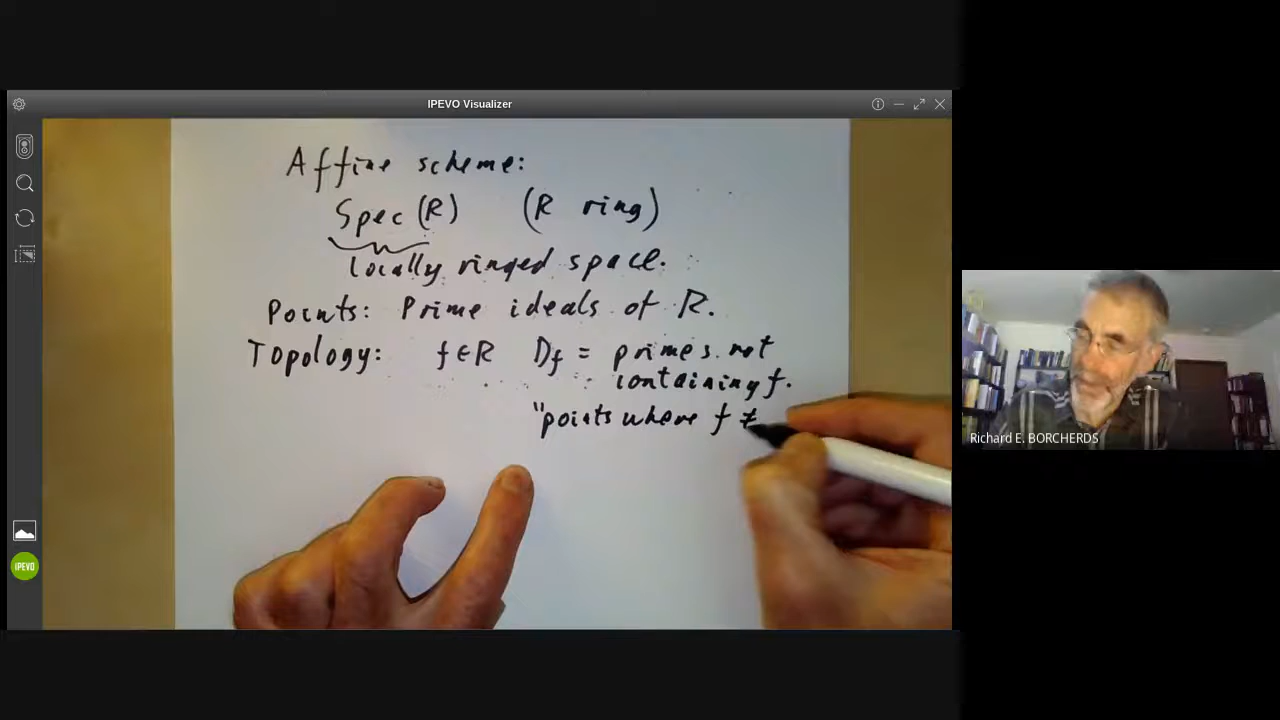 IPEVO Visualizer
Affine scheme:
Spec (R) (R ring)
locally ringed space.
Points: Prime ideals of R.
Topology: f ∈ R D_f = primes not
containing f.
"points where f ≠
Richard E. BORCHERDS
iPEVO